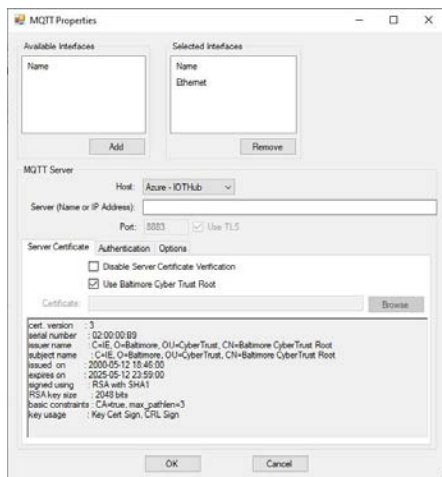 MQTT Properties
Available Interfaces
Selected Interfaces
Name
Name
Ethernet
Add
Remove
MQTT Server
Host: Azure - IOTHub
Server (Name or IP Address):
Port: 8883 Use TLS
Server Certificate Authentication Options
Disable Server Certificate Verification
Use Baltimore Cyber Trust Root
Certificate: Browse
cert. version : 3
serial number : 02:00:00:B9
issuer name : C=IE, O=Baltimore, OU=CyberTrust, CN=Baltimore CyberTrust Root
subject name : C=IE, O=Baltimore, OU=CyberTrust, CN=Baltimore CyberTrust Root
issued on : 2000-05-12 18:46:00
expires on : 2025-05-12 23:59:00
signed using : RSA with SHA1
RSA key size : 2048 bits
basic constraints : CA=true, max_pathlen=3
key usage : Key Cert Sign, CRL Sign
OK
Cancel